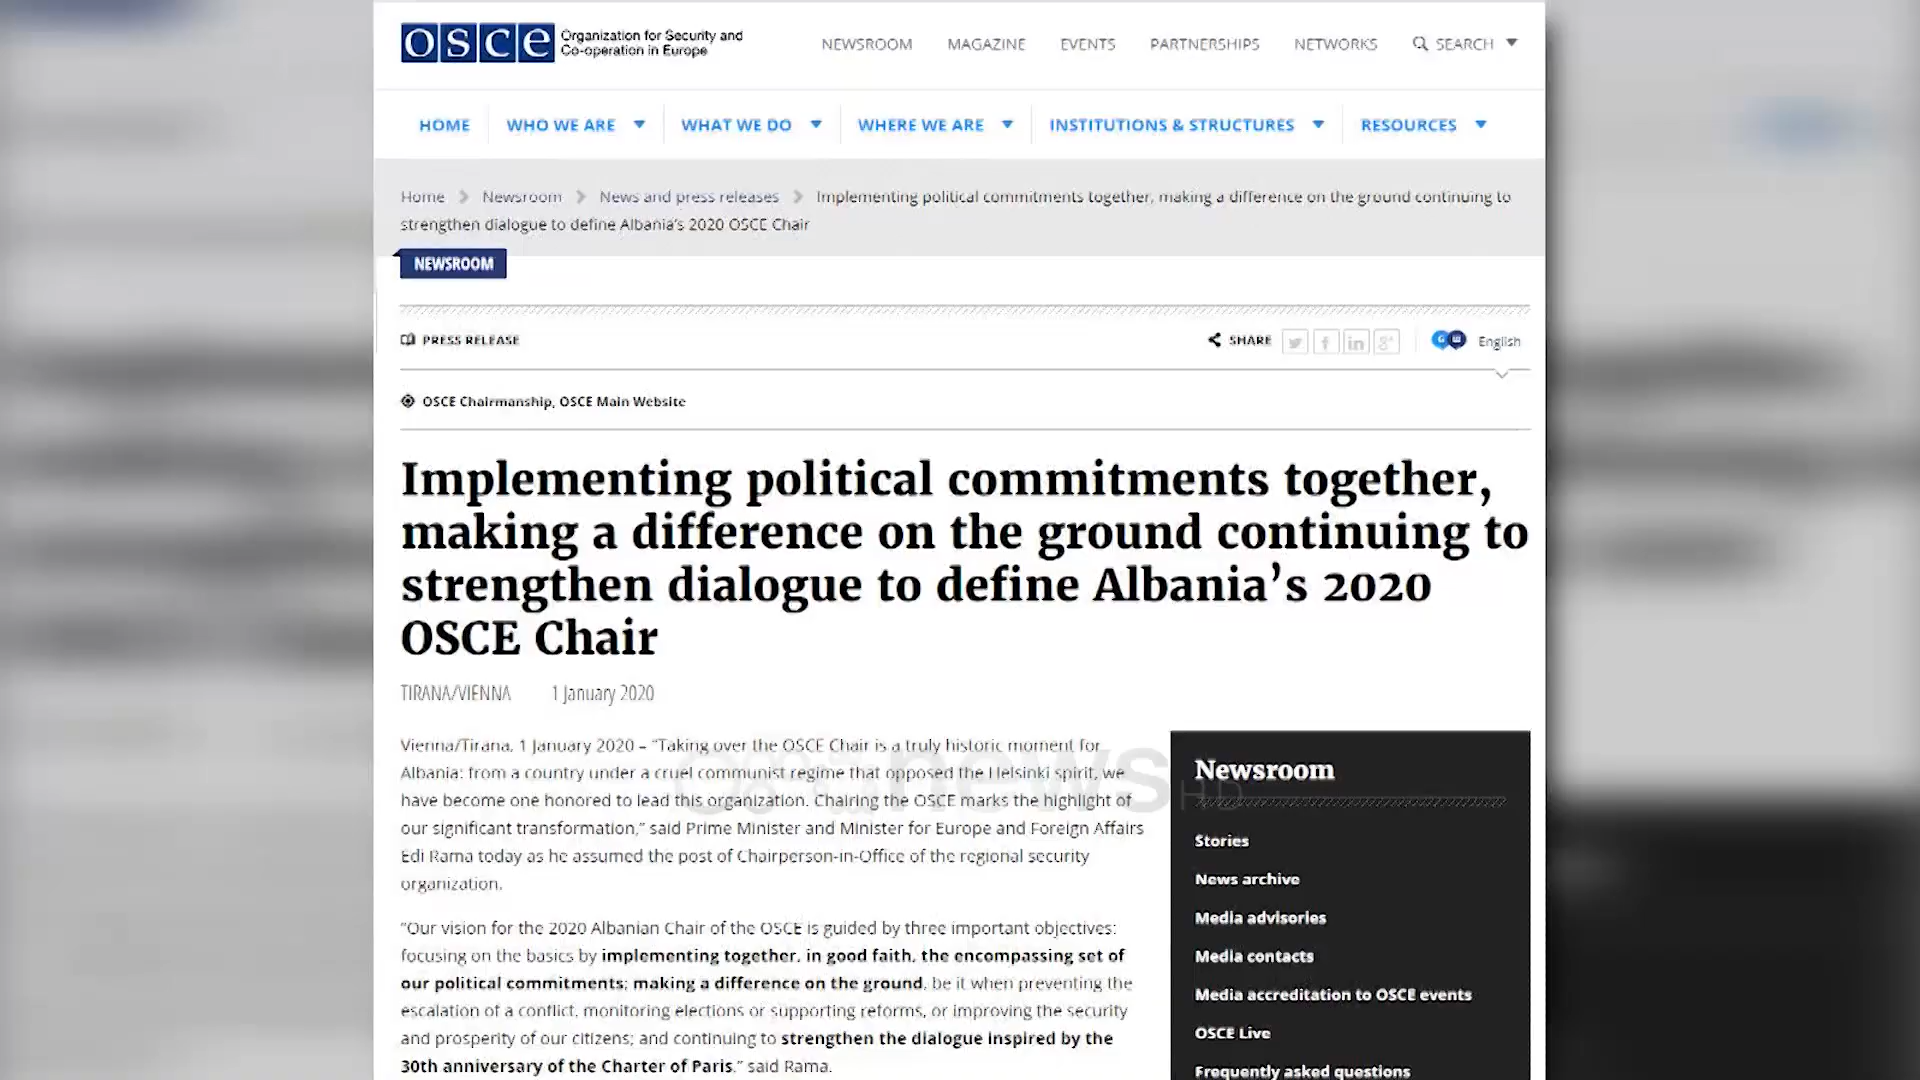 OSCE Organization for Security and
Co-operation in Europe
NEWSROOM MAGAZINE EVENTS PARTNERSHIPS NETWORKS SEARCH
HOME WHO WE ARE WHAT WE DO WHERE WE ARE INSTITUTIONS & STRUCTURES RESOURCES
Home Newsroom News and press releases Implementing political commitments together, making a difference on the ground continuing to
strengthen dialogue to define Albania's 2020 OSCE Chair
NEWSROOM
PRESS RELEASE
SHARE
English
OSCE Chairmanship, OSCE Main Website
Implementing political commitments together,
making a difference on the ground continuing to
strengthen dialogue to define Albania's 2020
OSCE Chair
TIRANA/VIENNA 1 January 2020
Vienna/Tirana, 1 January 2020 – "Taking over the OSCE Chair is a truly historic moment for
Albania: from a country under a cruel communist regime that opposed the Helsinki spirit, we
have become one honored to lead this organization. Chairing the OSCE marks the highlight of
our significant transformation," said Prime Minister and Minister for Europe and Foreign Affairs
Edi Rama today as he assumed the post of Chairperson-in-Office of the regional security
organization.
"Our vision for the 2020 Albanian Chair of the OSCE is guided by three important objectives:
focusing on the basics by implementing together, in good faith, the encompassing set of
our political commitments; making a difference on the ground, be it when preventing the
escalation of a conflict, monitoring elections or supporting reforms, or improving the security
and prosperity of our citizens; and continuing to strengthen the dialogue inspired by the
30th anniversary of the Charter of Paris," said Rama.
news HD
Newsroom
Stories
News archive
Media advisories
Media contacts
Media accreditation to OSCE events
OSCE Live
Frequently asked questions